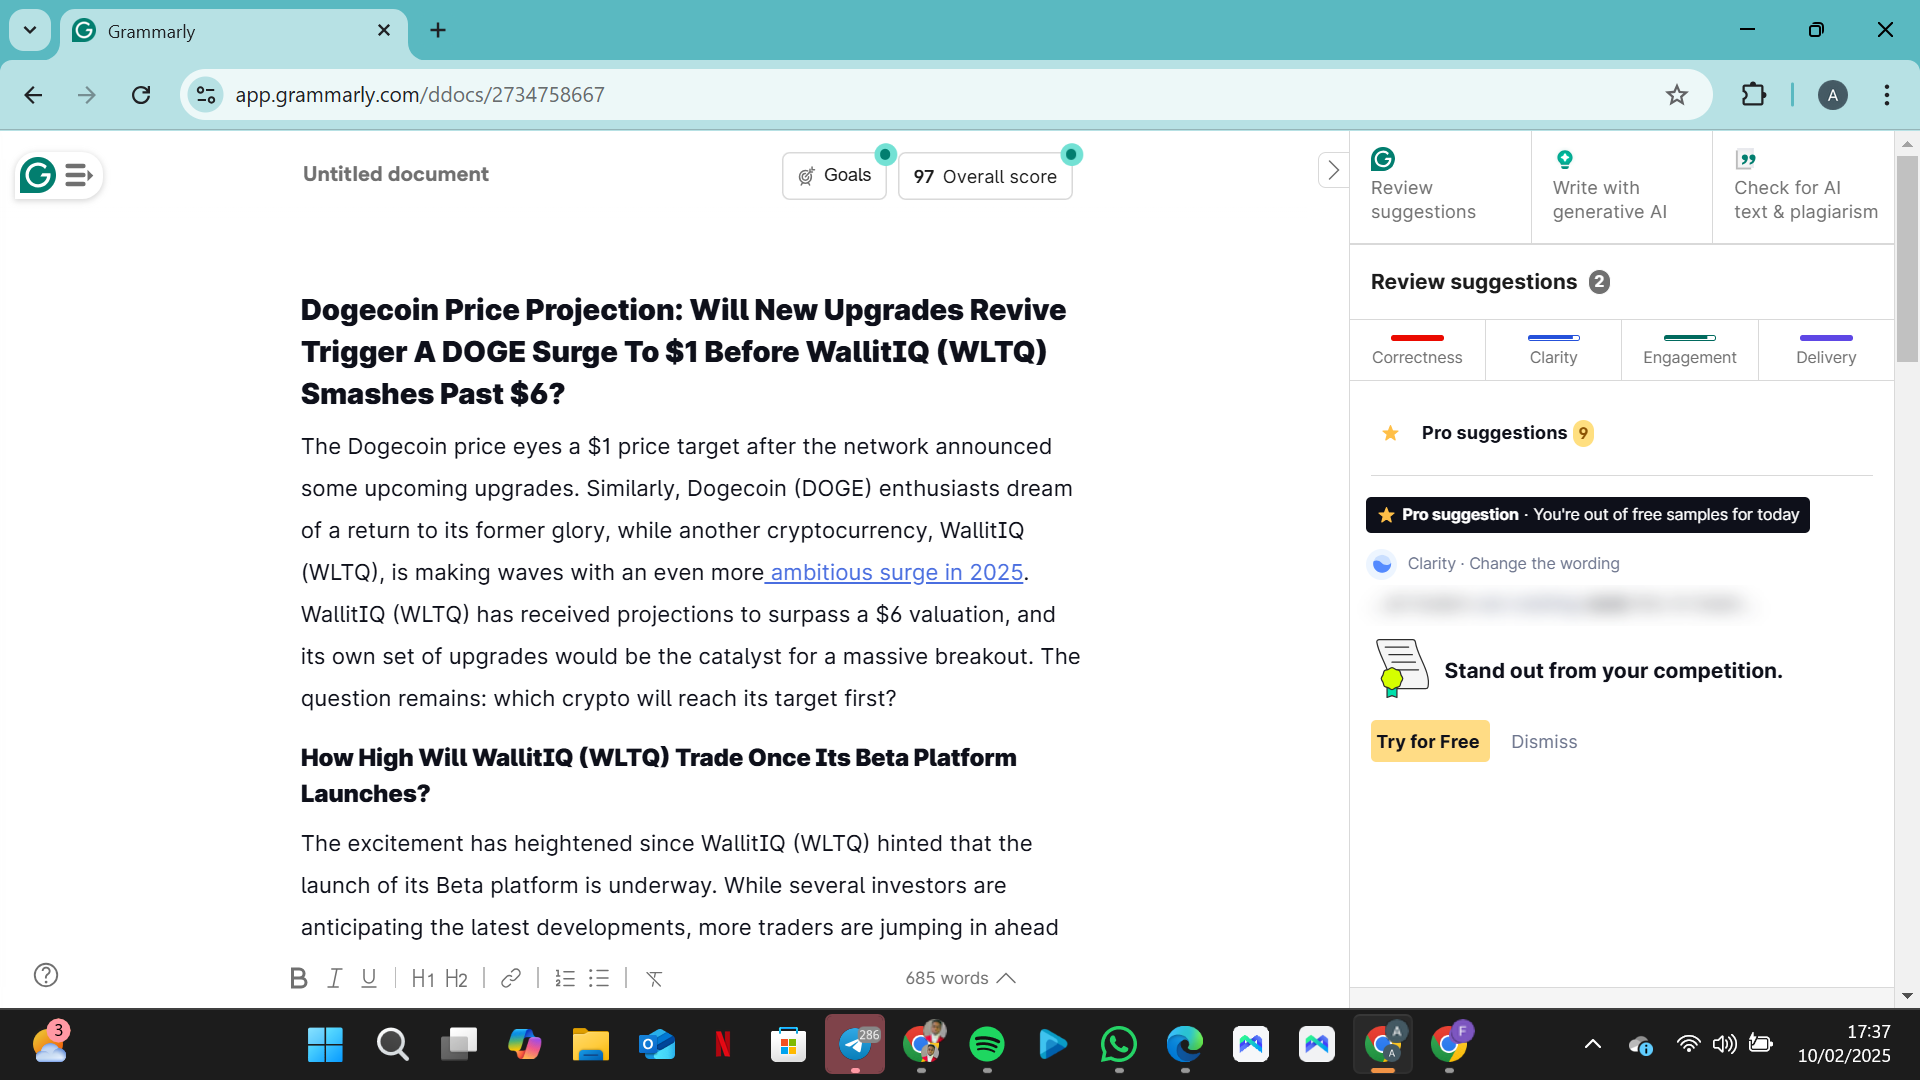 Grammarly
app.grammarly.com/ddocs/2734758667
A
Untitled document
Goals
97 Overall score
Review
suggestions
Write with
generative AI
Check for AI
text & plagiarism
Dogecoin Price Projection: Will New Upgrades Revive
Trigger A DOGE Surge To $1 Before WallitIQ (WLTQ)
Smashes Past $6?
The Dogecoin price eyes a $1 price target after the network announced
some upcoming upgrades. Similarly, Dogecoin (DOGE) enthusiasts dream
of a return to its former glory, while another cryptocurrency, WallitIQ
(WLTQ), is making waves with an even more ambitious surge in 2025.
WallitIQ (WLTQ) has received projections to surpass a $6 valuation, and
its own set of upgrades would be the catalyst for a massive breakout. The
question remains: which crypto will reach its target first?
How High Will WallitIQ (WLTQ) Trade Once Its Beta Platform
Launches?
The excitement has heightened since WallitIQ (WLTQ) hinted that the
launch of its Beta platform is underway. While several investors are
anticipating the latest developments, more traders are jumping in ahead
B I U H1 H2
685 words
Review suggestions 2
Correctness
Clarity
Engagement
Delivery
Pro suggestions 9
Pro suggestion · You're out of free samples for today
Clarity · Change the wording
Stand out from your competition.
Try for Free
Dismiss
3
286
A
A
F
17:37
10/02/2025